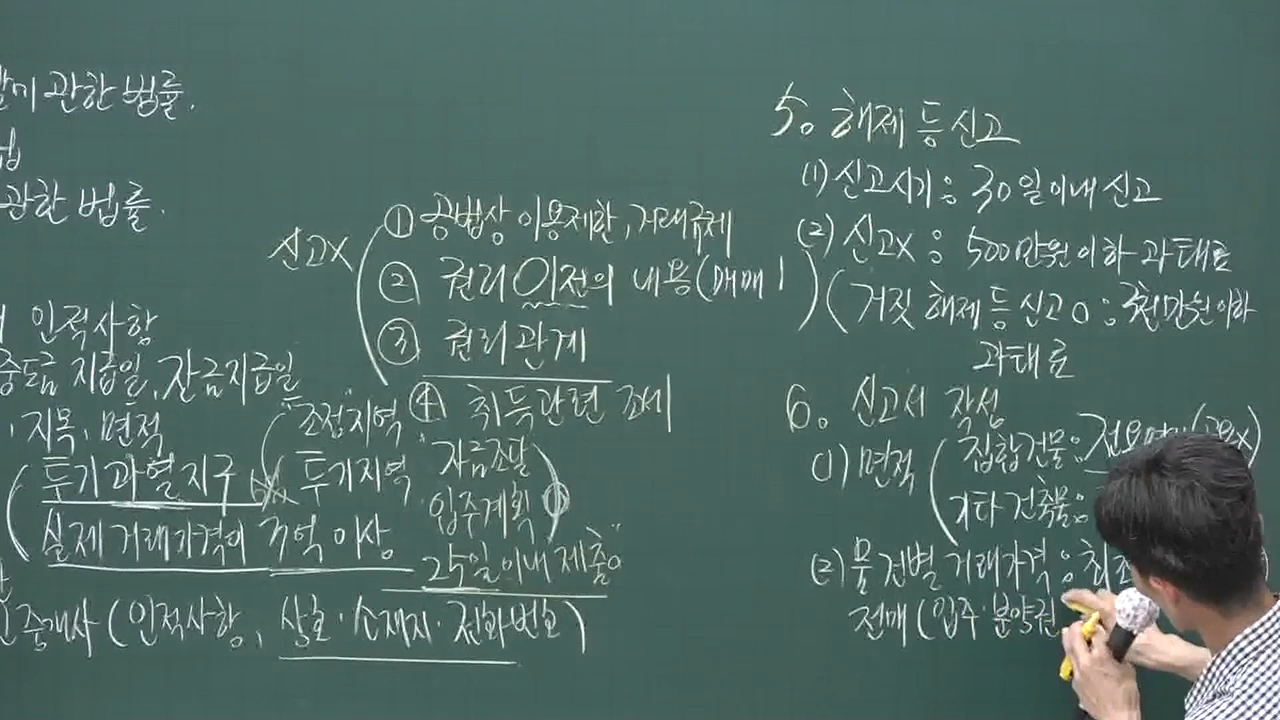 관한 법률.
관한 법률.
인적사항
중도금 지급일, 잔금지급일
지목, 면적
(투기과열지구
실제 거래가격이 3억 이상
중개사 (인적사항, 상호·소재지·전화번호)
신고X
① 공법상 이용제한, 거래규제
② 권리 이전의 내용(매매
③ 권리관계
④ 취득관련 조세
"조정지역
투기지역
자금조달
입주계획
25일이내 제출"
5. 해제 등 신고
(1) 신고시기 : 30일이내 신고
(2) 신고X : 500만원이하 과태료
(거짓 해제 등 신고 O : 3천만원이하
과태료
6. 신고서 작성
(1) 면적
집합건물 : 전용면적(공용X)
기타 건축물 :
(2) 물건별 거래가격 :
전매 (입주·분양권